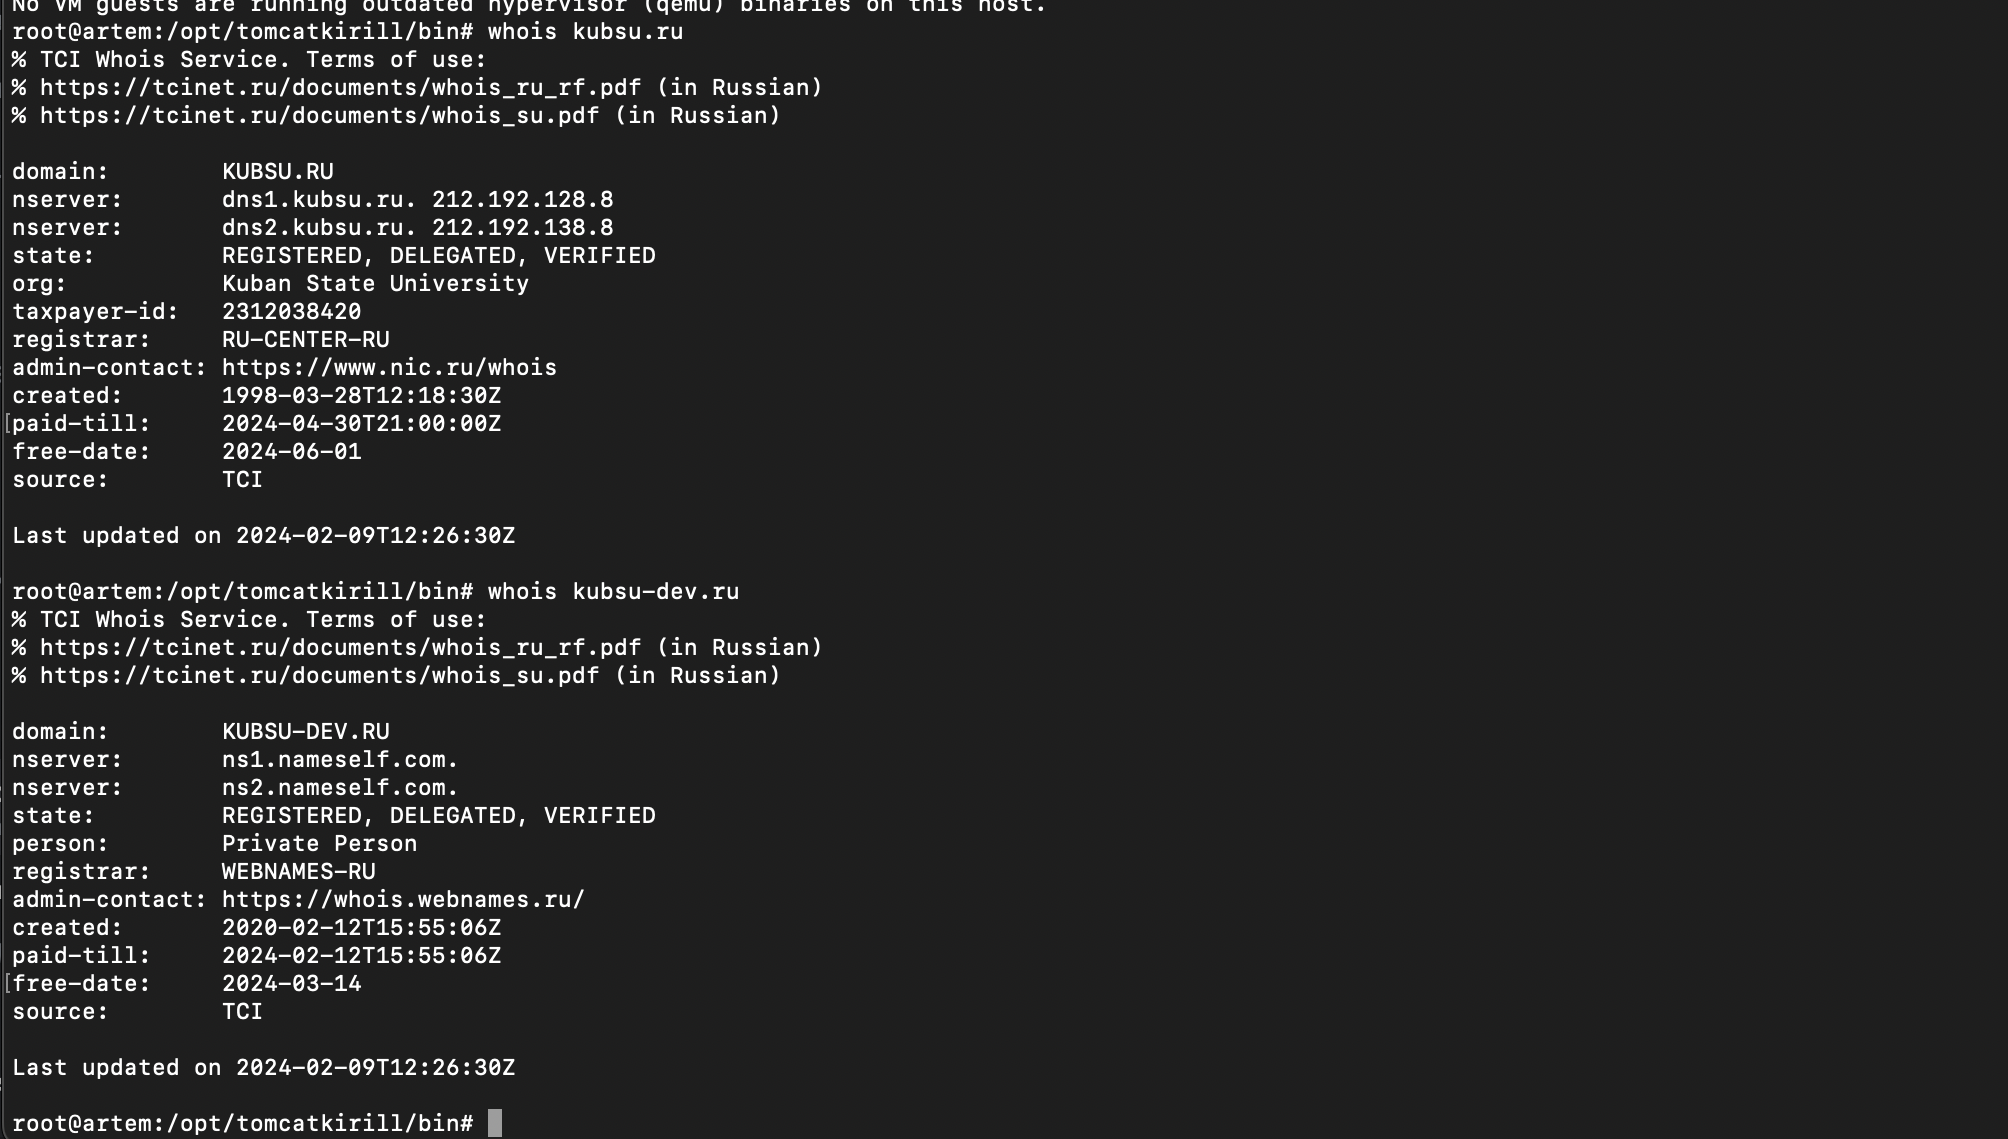 No VM guests are running outdated hypervisor (qemu) binaries on this host.
root@artem:/opt/tomcatkirill/bin# whois kubsu.ru
% TCI Whois Service. Terms of use:
% https://tcinet.ru/documents/whois_ru_rf.pdf (in Russian)
% https://tcinet.ru/documents/whois_su.pdf (in Russian)

domain:        KUBSU.RU
nserver:       dns1.kubsu.ru. 212.192.128.8
nserver:       dns2.kubsu.ru. 212.192.138.8
state:         REGISTERED, DELEGATED, VERIFIED
org:           Kuban State University
taxpayer-id:   2312038420
registrar:     RU-CENTER-RU
admin-contact: https://www.nic.ru/whois
created:       1998-03-28T12:18:30Z
[paid-till:     2024-04-30T21:00:00Z
free-date:     2024-06-01
source:        TCI

Last updated on 2024-02-09T12:26:30Z

root@artem:/opt/tomcatkirill/bin# whois kubsu-dev.ru
% TCI Whois Service. Terms of use:
% https://tcinet.ru/documents/whois_ru_rf.pdf (in Russian)
% https://tcinet.ru/documents/whois_su.pdf (in Russian)

domain:        KUBSU-DEV.RU
nserver:       ns1.nameself.com.
nserver:       ns2.nameself.com.
state:         REGISTERED, DELEGATED, VERIFIED
person:        Private Person
registrar:     WEBNAMES-RU
admin-contact: https://whois.webnames.ru/
created:       2020-02-12T15:55:06Z
paid-till:     2024-02-12T15:55:06Z
[free-date:     2024-03-14
source:        TCI

Last updated on 2024-02-09T12:26:30Z

root@artem:/opt/tomcatkirill/bin#